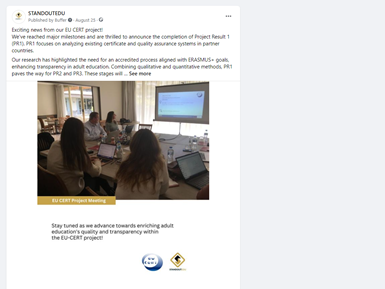 STANDOUTEDU
Published by Buffer · August 25 ·
Exciting news from our EU CERT project!
We've reached major milestones and are thrilled to announce the completion of Project Result 1
(PR1). PR1 focuses on analyzing existing certificate and quality assurance systems in partner
countries.
Our research has highlighted the need for an accredited process aligned with ERASMUS+ goals,
enhancing transparency in adult education. Combining qualitative and quantitative methods, PR1
paves the way for PR2 and PR3. These stages will ... See more
EU CERT Project Meeting
Stay tuned as we advance towards enriching adult
education's quality and transparency within
the EU-CERT project!